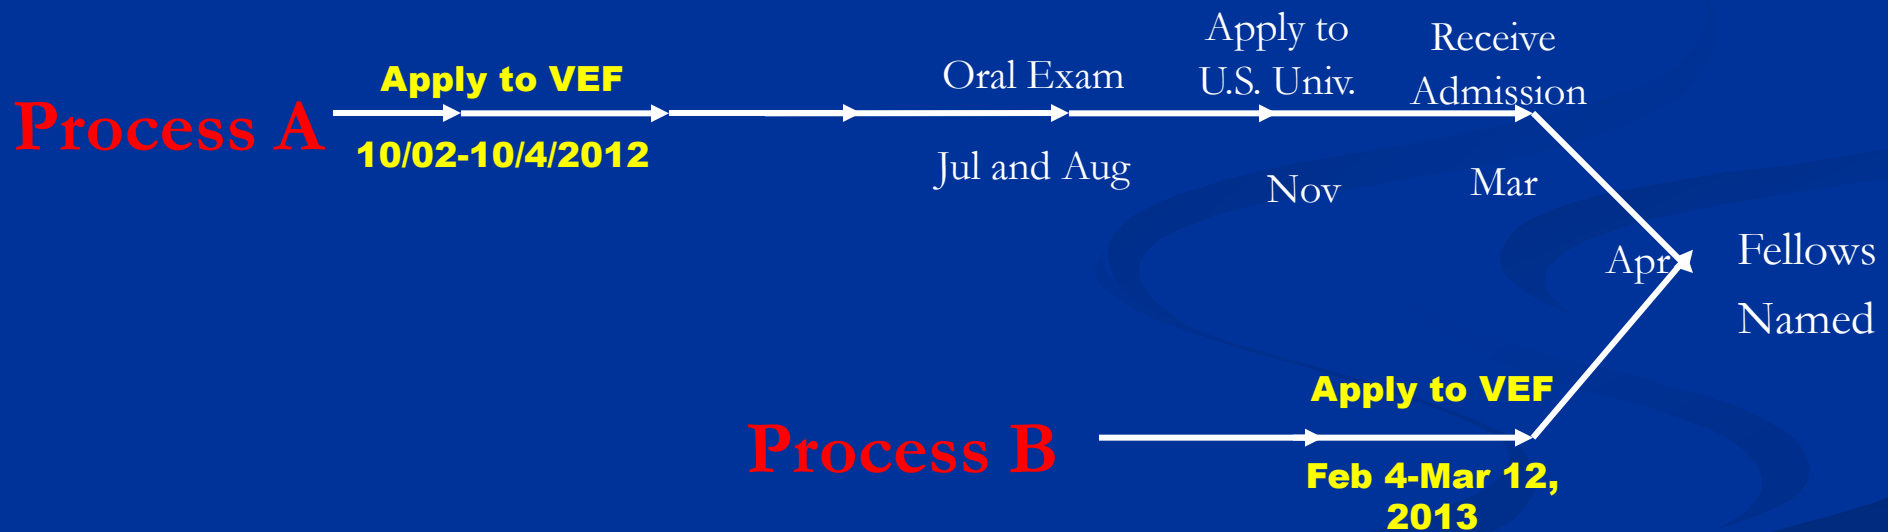 Process A
Apply to VEF
10/02-10/4/2012
Oral Exam
Jul and Aug
Apply to
U.S. Univ.
Nov
Receive
Admission
Mar
Apr
Fellows
Named
Process B
Apply to VEF
Feb 4-Mar 12,
2013